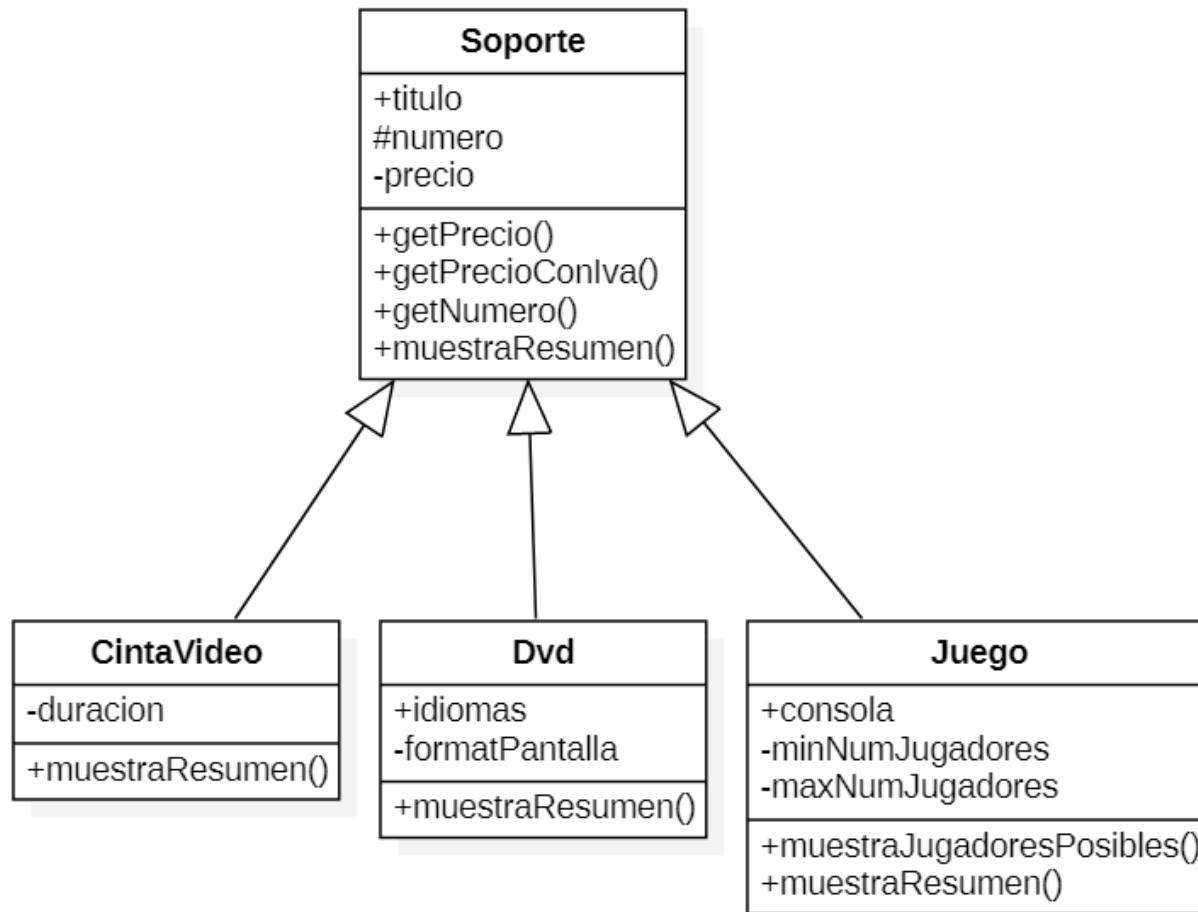 Soporte
+titulo
#numero
-precio
+getPrecio()
+getPrecioConIva()
+getNumero()
+muestraResumen()
CintaVideo
-duracion
+muestraResumen()
Dvd
+idiomas
-formatPantalla
+muestraResumen()
Juego
+consola
-minNumJugadores
-maxNumJugadores
+muestraJugadoresPosibles()
+muestraResumen()